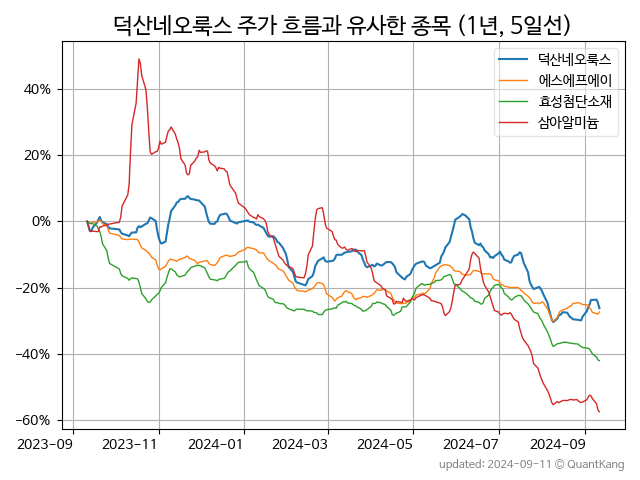 덕산네오룩스 주가 흐름과 유사한 종목 (1년, 5일선)
덕산네오룩스
에스에프에이
효성첨단소재
삼아알미늄
40%
20%
0%
−20%
−40%
−60%
2023-09 2023-11 2024-01 2024-03 2024-05 2024-07 2024-09
updated: 2024-09-11 © QuantKang